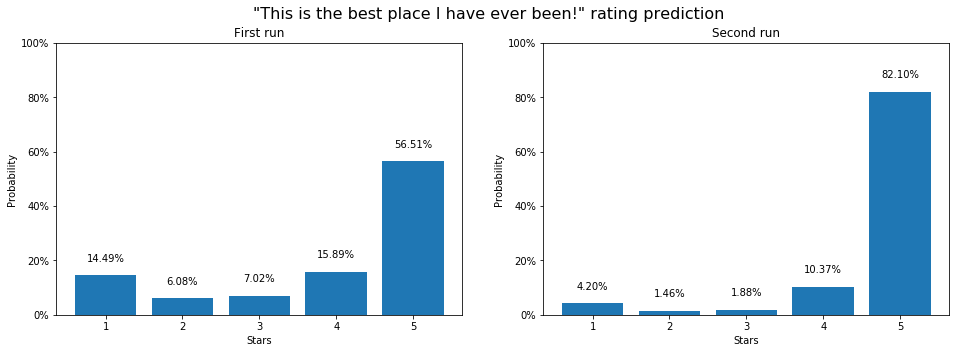 "This is the best place I have ever been!" rating prediction
First run
100%
80%
60%
40%
20%
0%
Probability
14.49%
6.08%
7.02%
15.89%
56.51%
1 2 3 4 5
Stars
Second run
100%
80%
60%
40%
20%
0%
Probability
4.20%
1.46%
1.88%
10.37%
82.10%
1 2 3 4 5
Stars